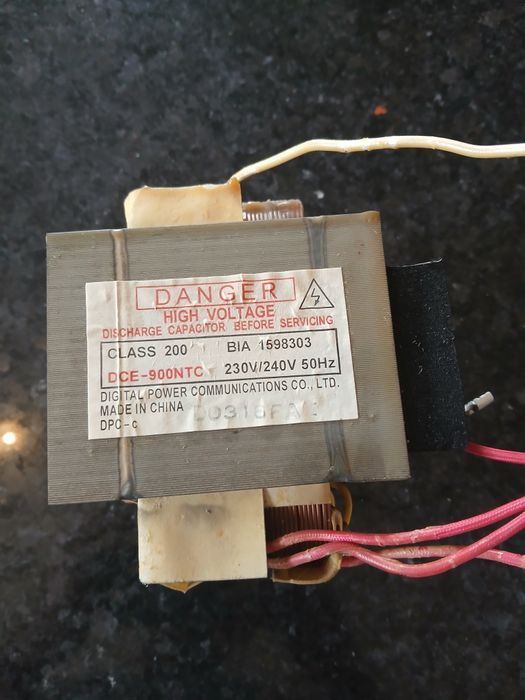 DANGER
HIGH VOLTAGE
DISCHARGE CAPACITOR BEFORE SERVICING
CLASS 200 BIA 1598303
DCE-900NTC 230V/240V 50Hz
DIGITAL POWER COMMUNICATIONS CO., LTD.
MADE IN CHINA
DPC-c